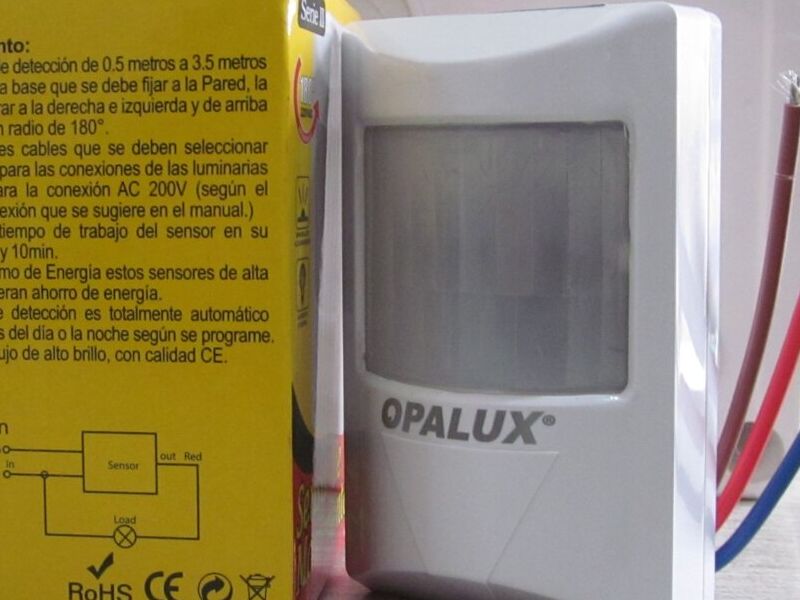 Serie II
nto:
e detección de 0.5 metros a 3.5 metros
a base que se debe fijar a la Pared, la
rar a la derecha e izquierda y de arriba
n radio de 180°.
es cables que se deben seleccionar
para las conexiones de las luminarias
ara la conexión AC 200V (según el
exión que se sugiere en el manual.)
tiempo de trabajo del sensor en su
y 10min.
mo de Energía estos sensores de alta
eran ahorro de energía.
e detección es totalmente automático
s del día o la noche según se programe.
ujo de alto brillo, con calidad CE.
n
In
Sensor
out Red
Load
RoHS CE
OPALUX®